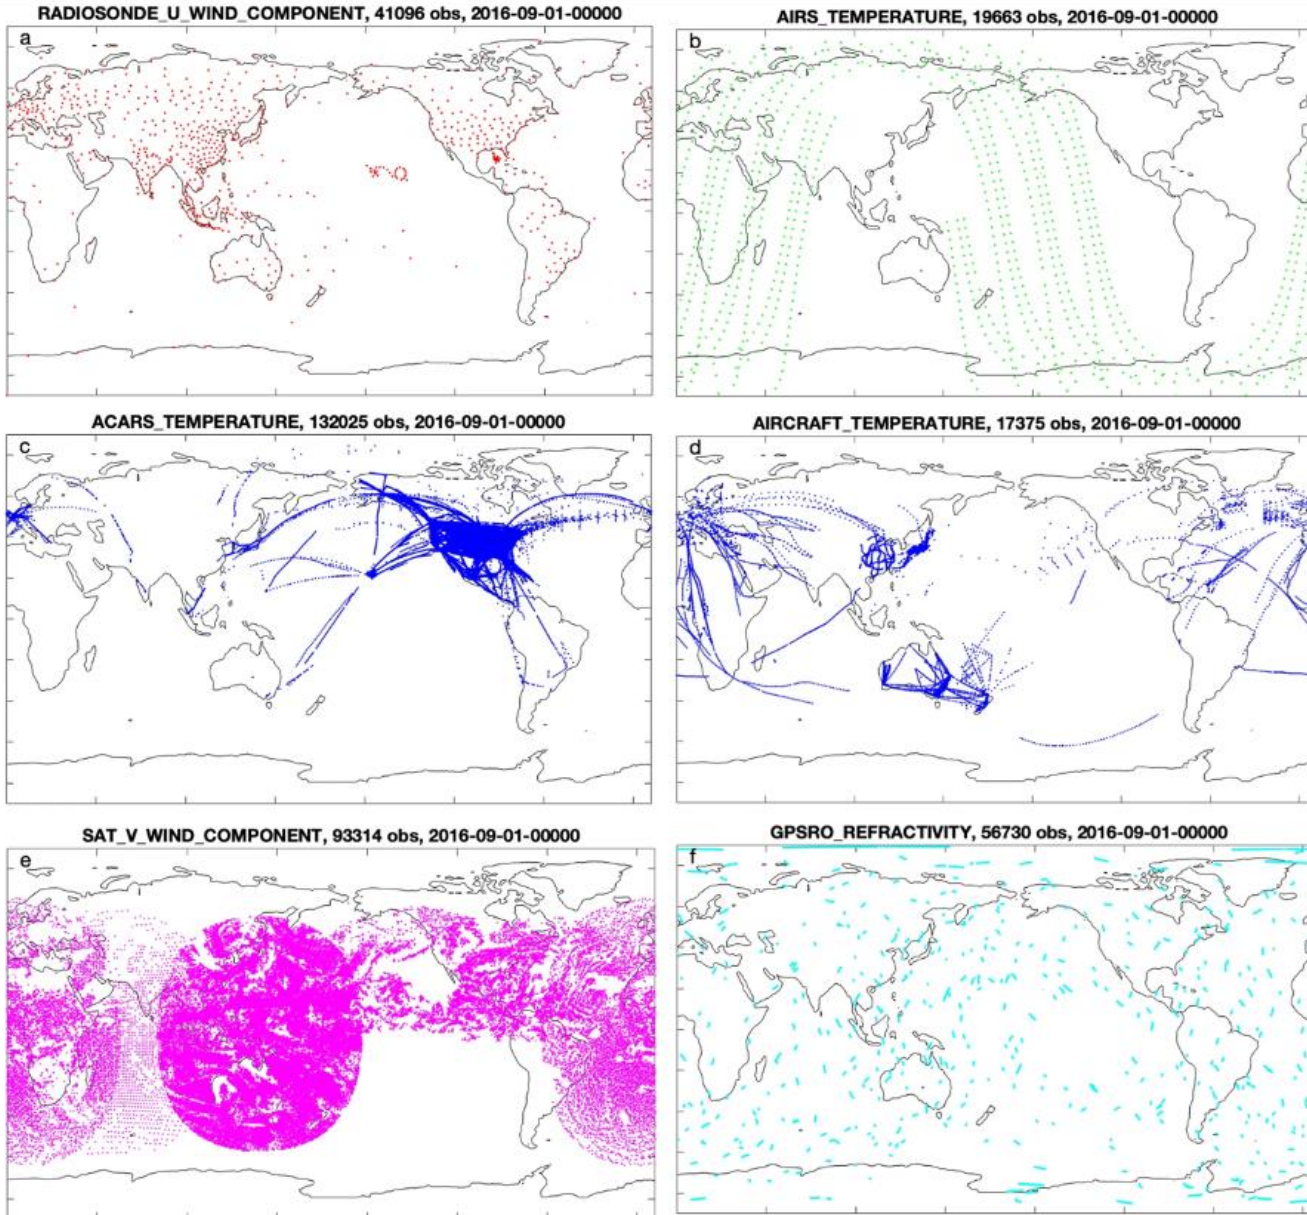 RADIOSONDE_U_WIND_COMPONENT, 41096 obs, 2016-09-01-00000
a
AIRS_TEMPERATURE, 19663 obs, 2016-09-01-00000
b
ACARS_TEMPERATURE, 132025 obs, 2016-09-01-00000
c
AIRCRAFT_TEMPERATURE, 17375 obs, 2016-09-01-00000
d
SAT_V_WIND_COMPONENT, 93314 obs, 2016-09-01-00000
e
GPSRO_REFRACTIVITY, 56730 obs, 2016-09-01-00000
f